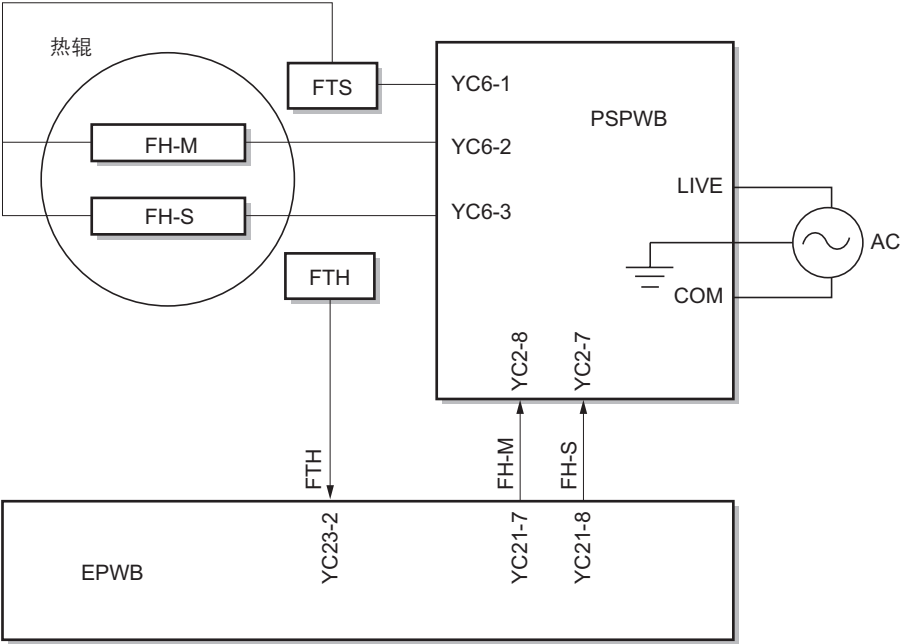 热辊
FTS
YC6-1
PSPWB
FH-M
YC6-2
LIVE
FH-S
YC6-3
AC
FTH
COM
YC2-8
YC2-7
FTH
FH-M
FH-S
EPWB
YC23-2
YC21-7
YC21-8